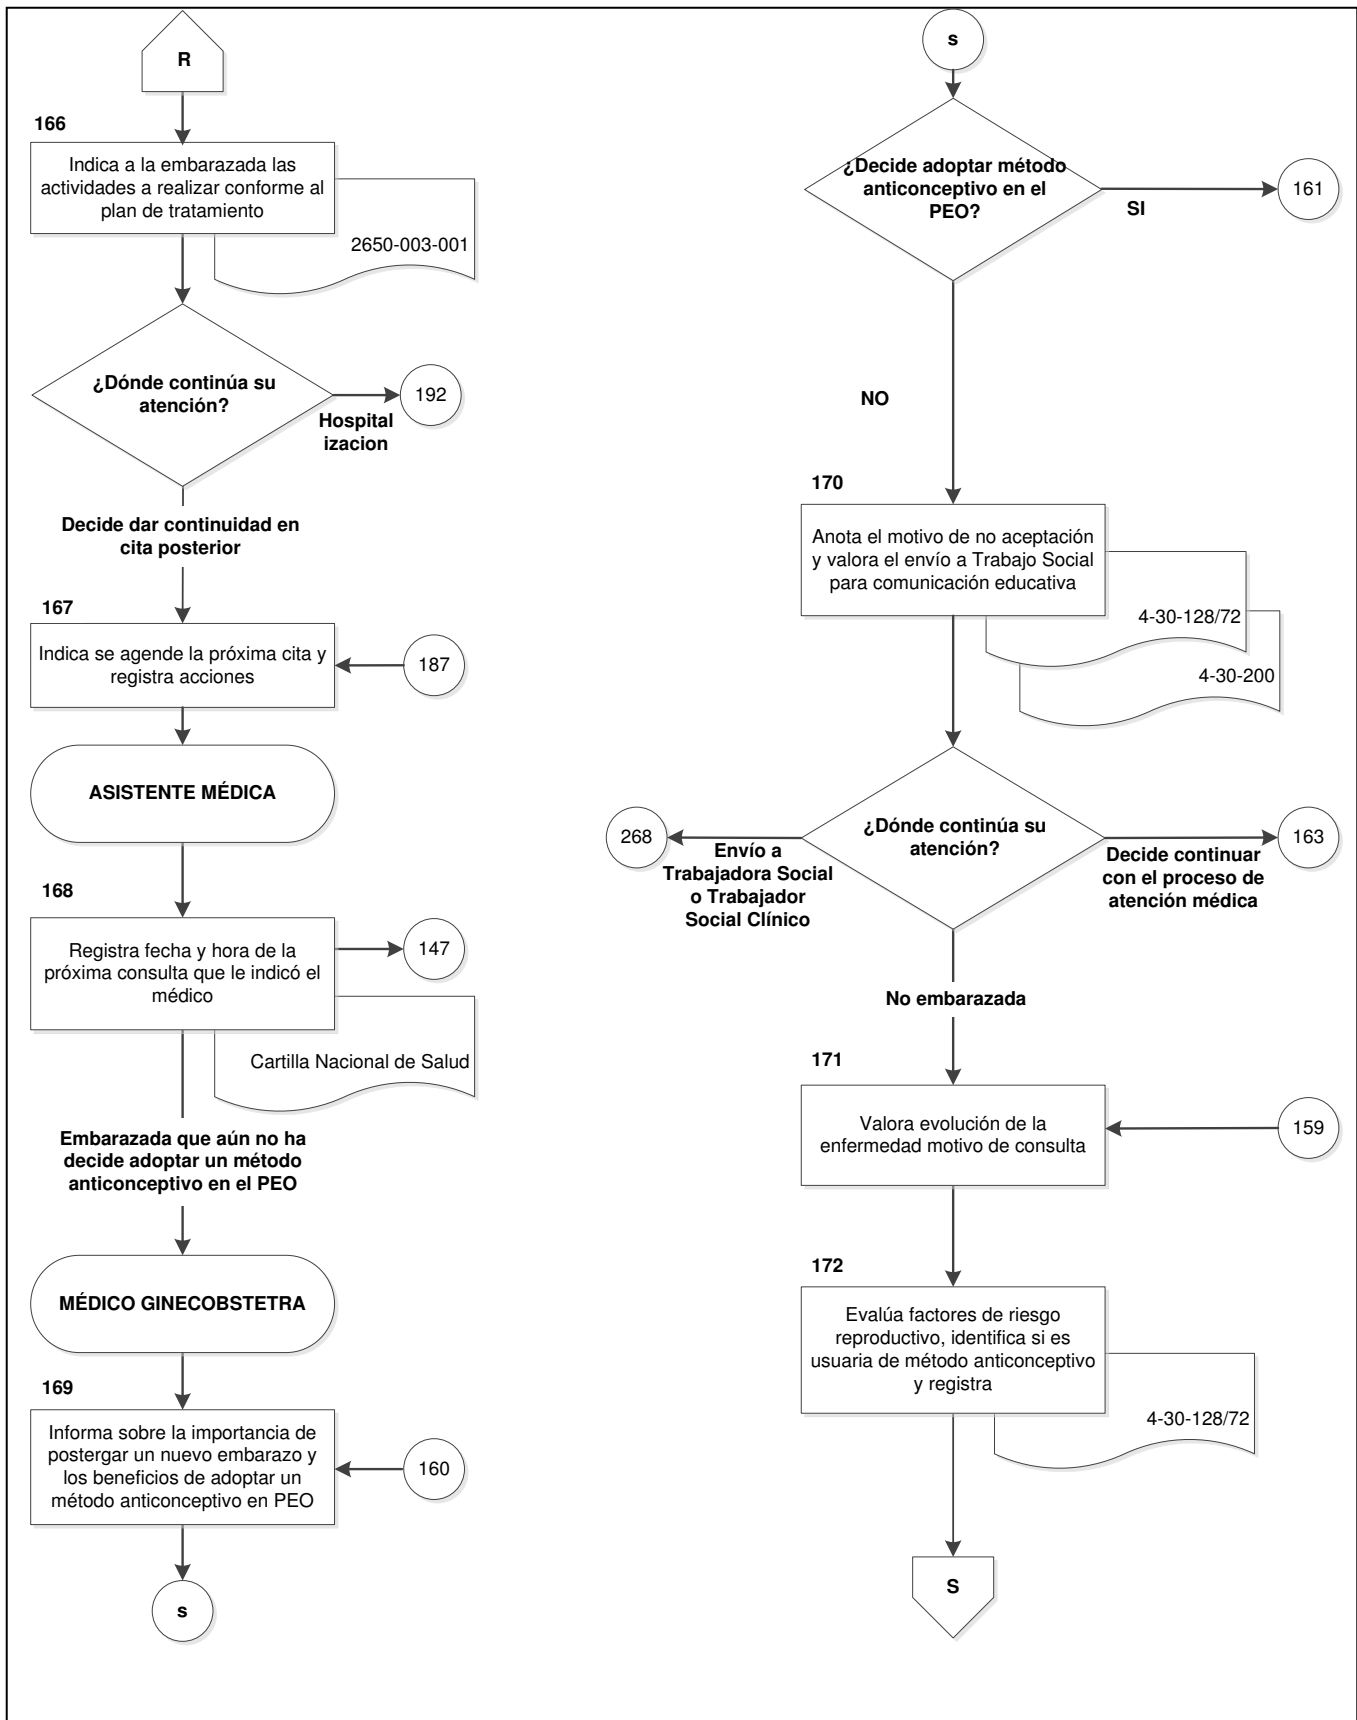 R
166
Indica a la embarazada las
actividades a realizar conforme al
plan de tratamiento
2650-003-001
¿Dónde continúa su
atención?
192
Hospital
izacion
Decide dar continuidad en
cita posterior
167
Indica se agende la próxima cita y
registra acciones
187
ASISTENTE MÉDICA
168
Registra fecha y hora de la
próxima consulta que le indicó el
médico
147
Cartilla Nacional de Salud
Embarazada que aún no ha
decide adoptar un método
anticonceptivo en el PEO
MÉDICO GINECOBSTETRA
169
Informa sobre la importancia de
postergar un nuevo embarazo y
los beneficios de adoptar un
método anticonceptivo en PEO
160
s
s
¿Decide adoptar método
anticonceptivo en el
PEO?
SI
161
NO
170
Anota el motivo de no aceptación
y valora el envío a Trabajo Social
para comunicación educativa
4-30-128/72
4-30-200
¿Dónde continúa su
atención?
268
Envío a
Trabajadora Social
o Trabajador
Social Clínico
163
Decide continuar
con el proceso de
atención médica
No embarazada
171
Valora evolución de la
enfermedad motivo de consulta
159
172
Evalúa factores de riesgo
reproductivo, identifica si es
usuaria de método anticonceptivo
y registra
4-30-128/72
S